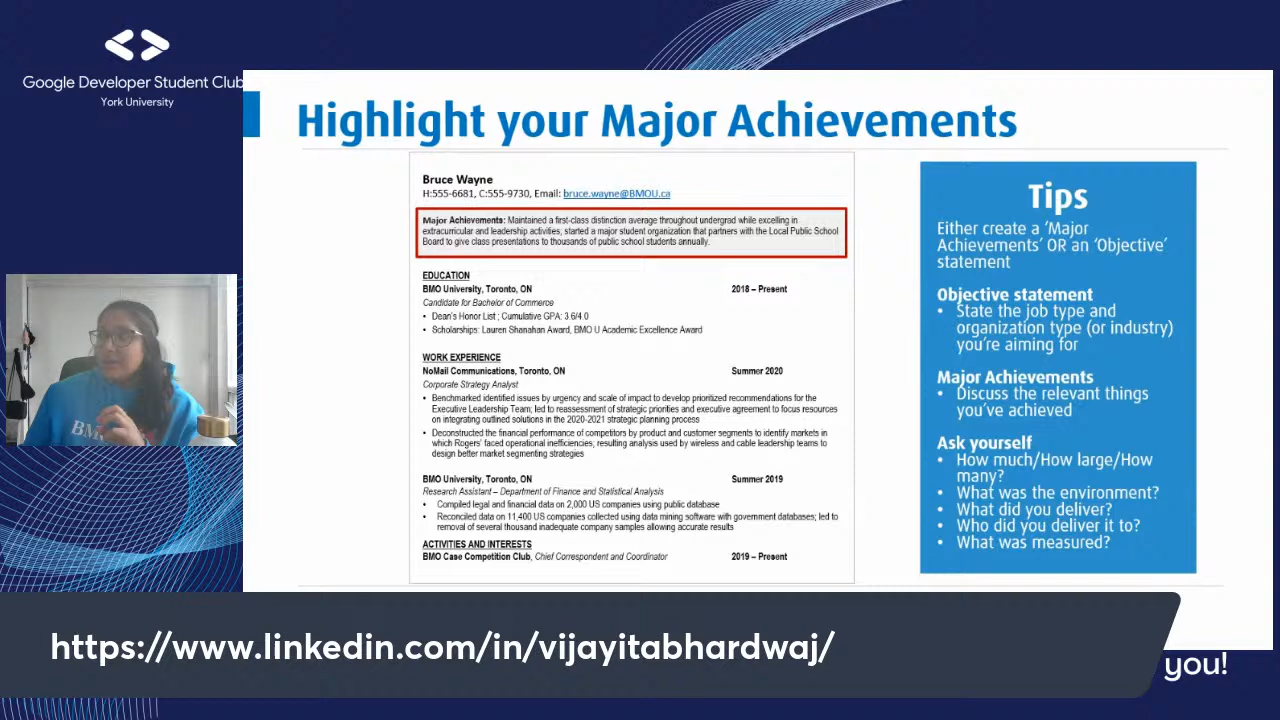 Google Developer Student Club
York University
Highlight your Major Achievements
Bruce Wayne
H:555-6681, C:555-9730, Email: bruce.wayne@BMOU.ca
Major Achievements: Maintained a first-class distinction average throughout undergrad while excelling in
extracurricular and leadership activities; started a major student organization that partners with the Local Public School
Board to give class presentations to thousands of public school students annually.
EDUCATION
BMO University, Toronto, ON 2018 – Present
Candidate for Bachelor of Commerce
• Dean's Honor List ; Cumulative GPA: 3.6/4.0
• Scholarships: Lauren Shanahan Award, BMO U Academic Excellence Award
WORK EXPERIENCE
NoMail Communications, Toronto, ON Summer 2020
Corporate Strategy Analyst
• Benchmarked identified issues by urgency and scale of impact to develop prioritized recommendations for the
Executive Leadership Team; led to reassessment of strategic priorities and executive agreement to focus resources
on integrating outlined solutions in the 2020-2021 strategic planning process
• Deconstructed the financial performance of competitors by product and customer segments to identify markets in
which Rogers' faced operational inefficiencies; resulting analysis used by wireless and cable leadership teams to
design better market segmenting strategies
BMO University, Toronto, ON Summer 2019
Research Assistant – Department of Finance and Statistical Analysis
• Compiled legal and financial data on 2,000 US companies using public database
• Reconciled data on 11,400 US companies collected using data mining software with government databases; led to
removal of several thousand inadequate company samples allowing accurate results
ACTIVITIES AND INTERESTS
BMO Case Competition Club, Chief Correspondent and Coordinator 2019 – Present
Tips
Either create a 'Major
Achievements' OR an 'Objective'
statement
Objective statement
• State the job type and
organization type (or industry)
you're aiming for
Major Achievements
• Discuss the relevant things
you've achieved
Ask yourself
• How much/How large/How
many?
• What was the environment?
• What did you deliver?
• Who did you deliver it to?
• What was measured?
BM
https://www.linkedin.com/in/vijayitabhardwaj/
you!